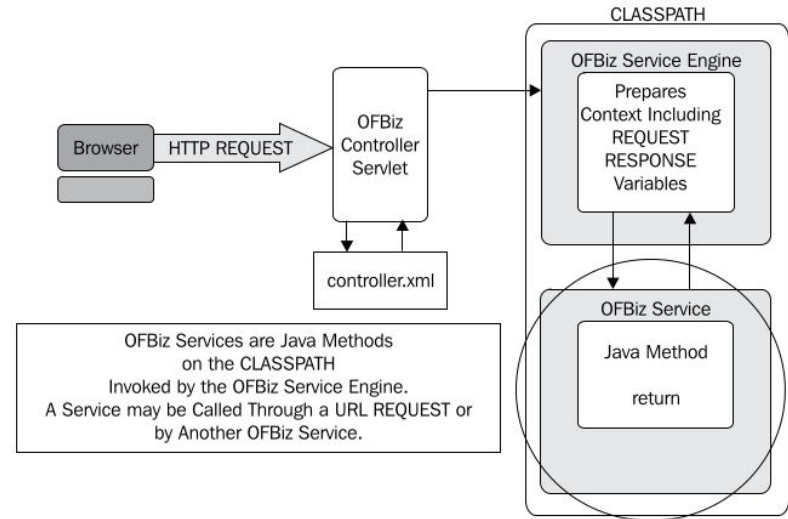 CLASSPATH
OFBiz Service Engine
Prepares
Context Including
REQUEST
RESPONSE
Variables
OFBiz
Controller
Servlet
Browser
HTTP REQUEST
controller.xml
OFBiz Service
Java Method
return
OFBiz Services are Java Methods
on the CLASSPATH
Invoked by the OFBiz Service Engine.
A Service may be Called Through a URL REQUEST or
by Another OFBiz Service.